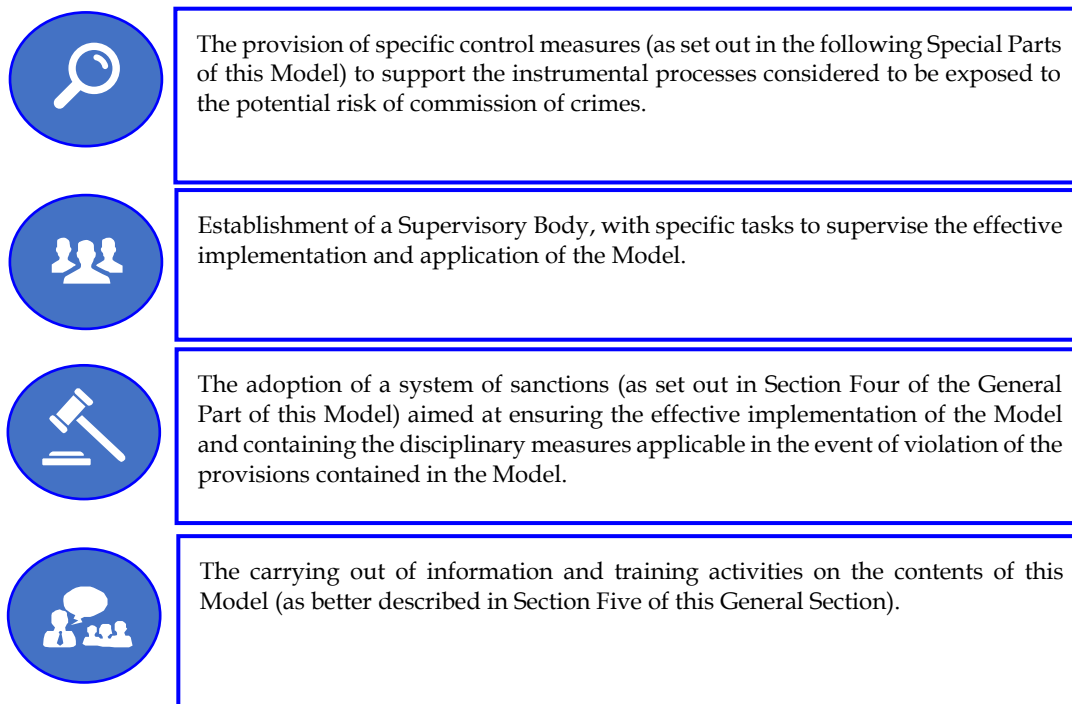 The provision of specific control measures (as set out in the following Special Parts
of this Model) to support the instrumental processes considered to be exposed to
the potential risk of commission of crimes.
Establishment of a Supervisory Body, with specific tasks to supervise the effective
implementation and application of the Model.
The adoption of a system of sanctions (as set out in Section Four of the General
Part of this Model) aimed at ensuring the effective implementation of the Model
and containing the disciplinary measures applicable in the event of violation of the
provisions contained in the Model.
The carrying out of information and training activities on the contents of this
Model (as better described in Section Five of this General Section).